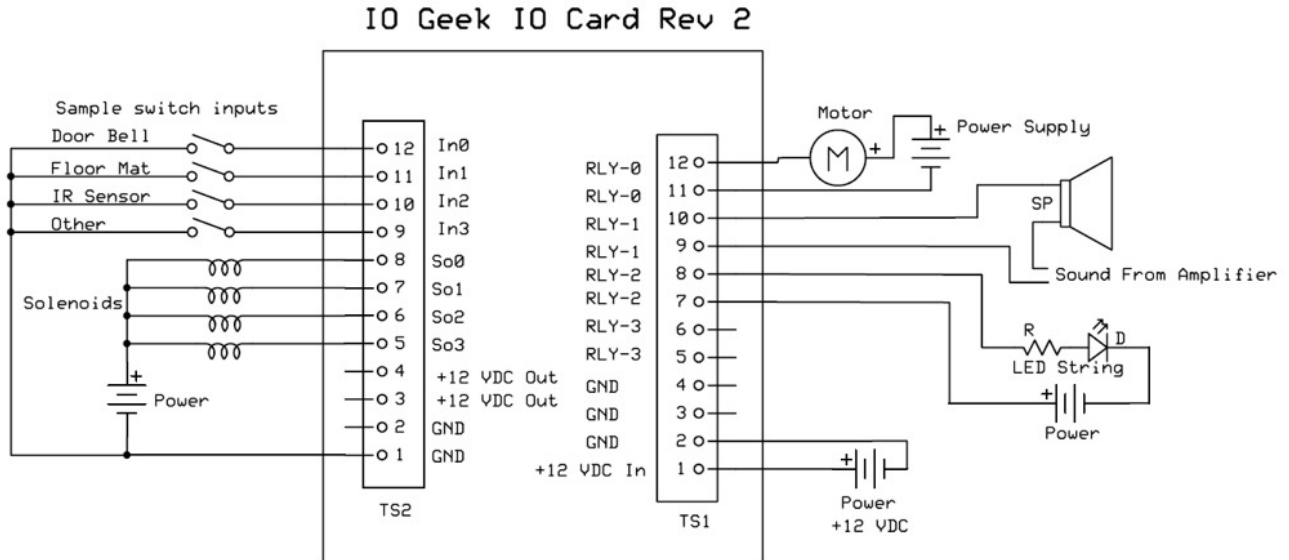 IO Geek IO Card Rev 2
Sample switch inputs
Door Bell
Floor Mat
IR Sensor
Other
Solenoids
+
Power
12 In0
11 In1
10 In2
9 In3
8 So0
7 So1
6 So2
5 So3
4 +12 VDC Out
3 +12 VDC Out
2 GND
1 GND
TS2
RLY-0 12
RLY-0 11
RLY-1 10
RLY-1 9
RLY-2 8
RLY-2 7
RLY-3 6
RLY-3 5
GND 4
GND 3
GND 2
+12 VDC In 1
TS1
Motor
M
+
+
Power Supply
SP
Sound From Amplifier
R
D
LED String
+
Power
+
Power
+12 VDC